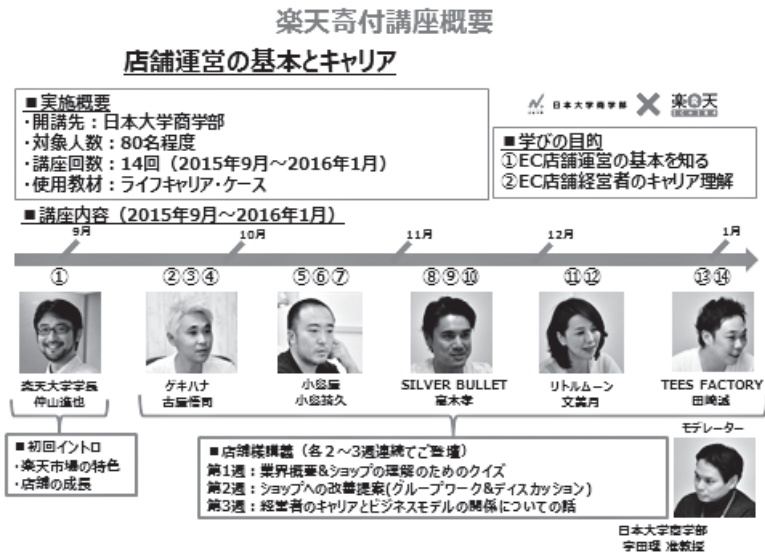 楽天寄付講座概要
店舗運営の基本とキャリア
■実施概要
・開講先：日本大学商学部
・対象人数：80名程度
・講座回数：14回（2015年9月～2016年1月）
・使用教材：ライフキャリア・ケース
日本大学商学部 × 楽天
ICHIBA
■学びの目的
①EC店舗運営の基本を知る
②EC店舗経営者のキャリア理解
■講座内容（2015年9月～2016年1月）
9月 10月 11月 12月 1月
① ②③④ ⑤⑥⑦ ⑧⑨⑩ ⑪⑫ ⑬⑭
楽天大学学長 ゲキハナ 小島屋 SILVER BULLET リトルムーン TEES FACTORY
仲山進也 古屋悟司 高木孝 文美月 田崎誠
■初回イントロ
・楽天市場の特色
・店舗の成長
■店舗様講義（各２～3週連続でご登壇）
第1週：業界概要&ショップの理解のためのクイズ
第2週：ショップへの改善提案(グループワーク&ディスカッション)
第3週：経営者のキャリアとビジネスモデルの関係についての話
モデレーター
日本大学商学部
宇田理 准教授